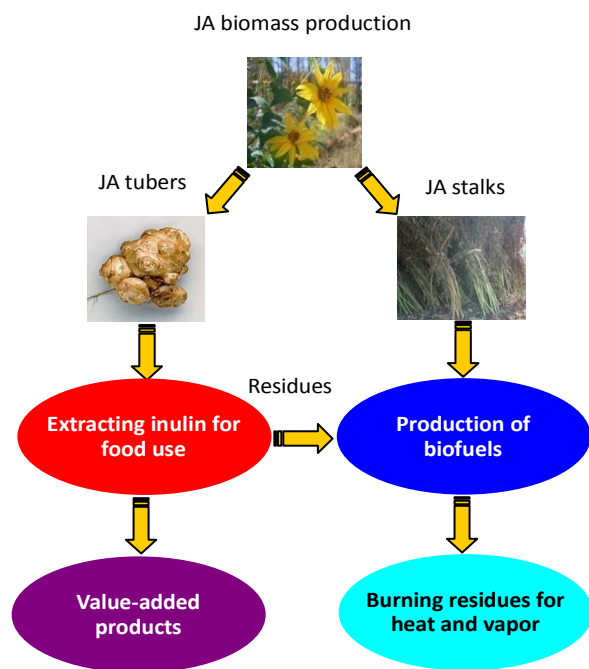 JA biomass production
JA tubers
JA stalks
Residues
Extracting inulin for
food use
Production of
biofuels
Value-added
products
Burning residues for
heat and vapor